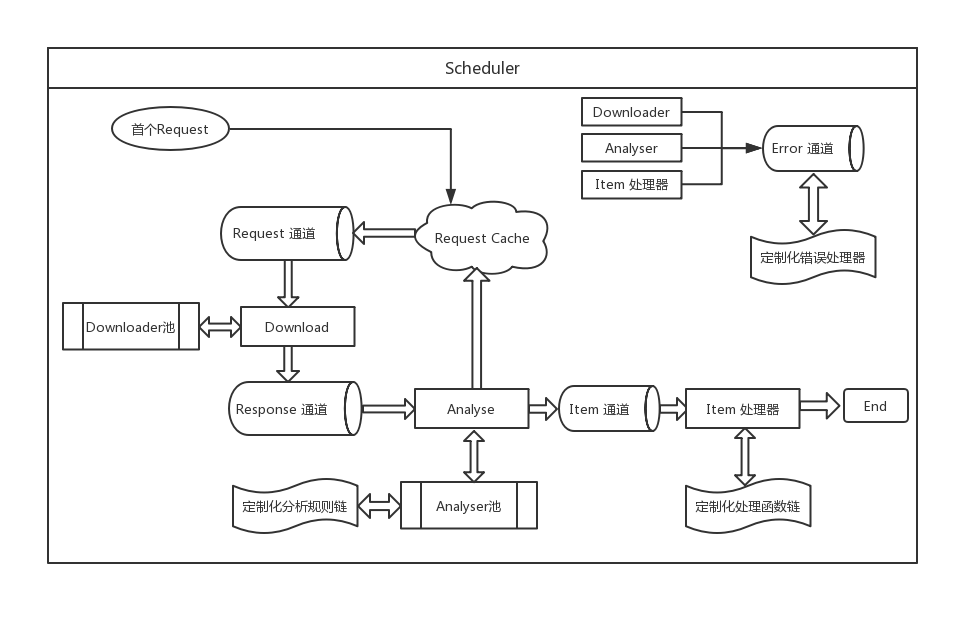 Scheduler
首个Request
Downloader
Analyser
Item 处理器
Error 通道
Request 通道
Request Cache
定制化错误处理器
Downloader池
Download
Response 通道
Analyse
Item 通道
Item 处理器
End
定制化分析规则链
Analyser池
定制化处理函数链